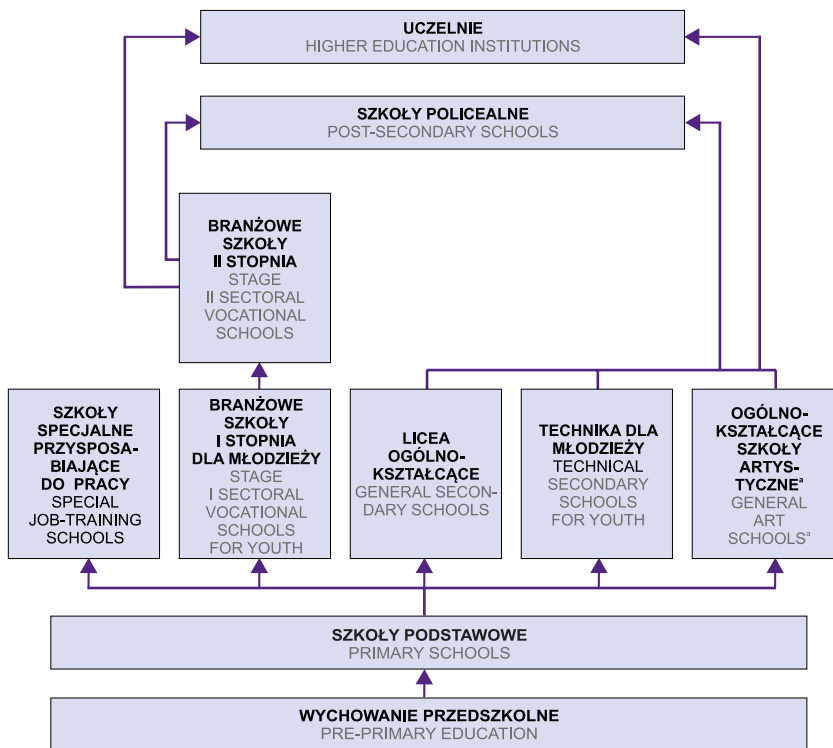 UCZELNIE
HIGHER EDUCATION INSTITUTIONS
SZKOŁY POLICEALNE
POST-SECONDARY SCHOOLS
BRANŻOWE
SZKOŁY
II STOPNIA
STAGE
II SECTORAL
VOCATIONAL
SCHOOLS
SZKOŁY
SPECJALNE
PRZYSPOSA-
BIAJĄCE
DO PRACY
SPECIAL
JOB-TRAINING
SCHOOLS
BRANŻOWE
SZKOŁY
I STOPNIA
DLA MŁODZIEŻY
STAGE
I SECTORAL
VOCATIONAL
SCHOOLS
FOR YOUTH
LICEA
OGÓLNO-
KSZTAŁCĄCE
GENERAL SECON-
DARY SCHOOLS
TECHNIKA DLA
MŁODZIEŻY
TECHNICAL
SECONDARY
SCHOOLS
FOR YOUTH
OGÓLNO-
KSZTAŁCĄCE
SZKOŁY
ARTYS-
TYCZNEª
GENERAL
ART
SCHOOLSª
SZKOŁY PODSTAWOWE
PRIMARY SCHOOLS
WYCHOWANIE PRZEDSZKOLNE
PRE-PRIMARY EDUCATION